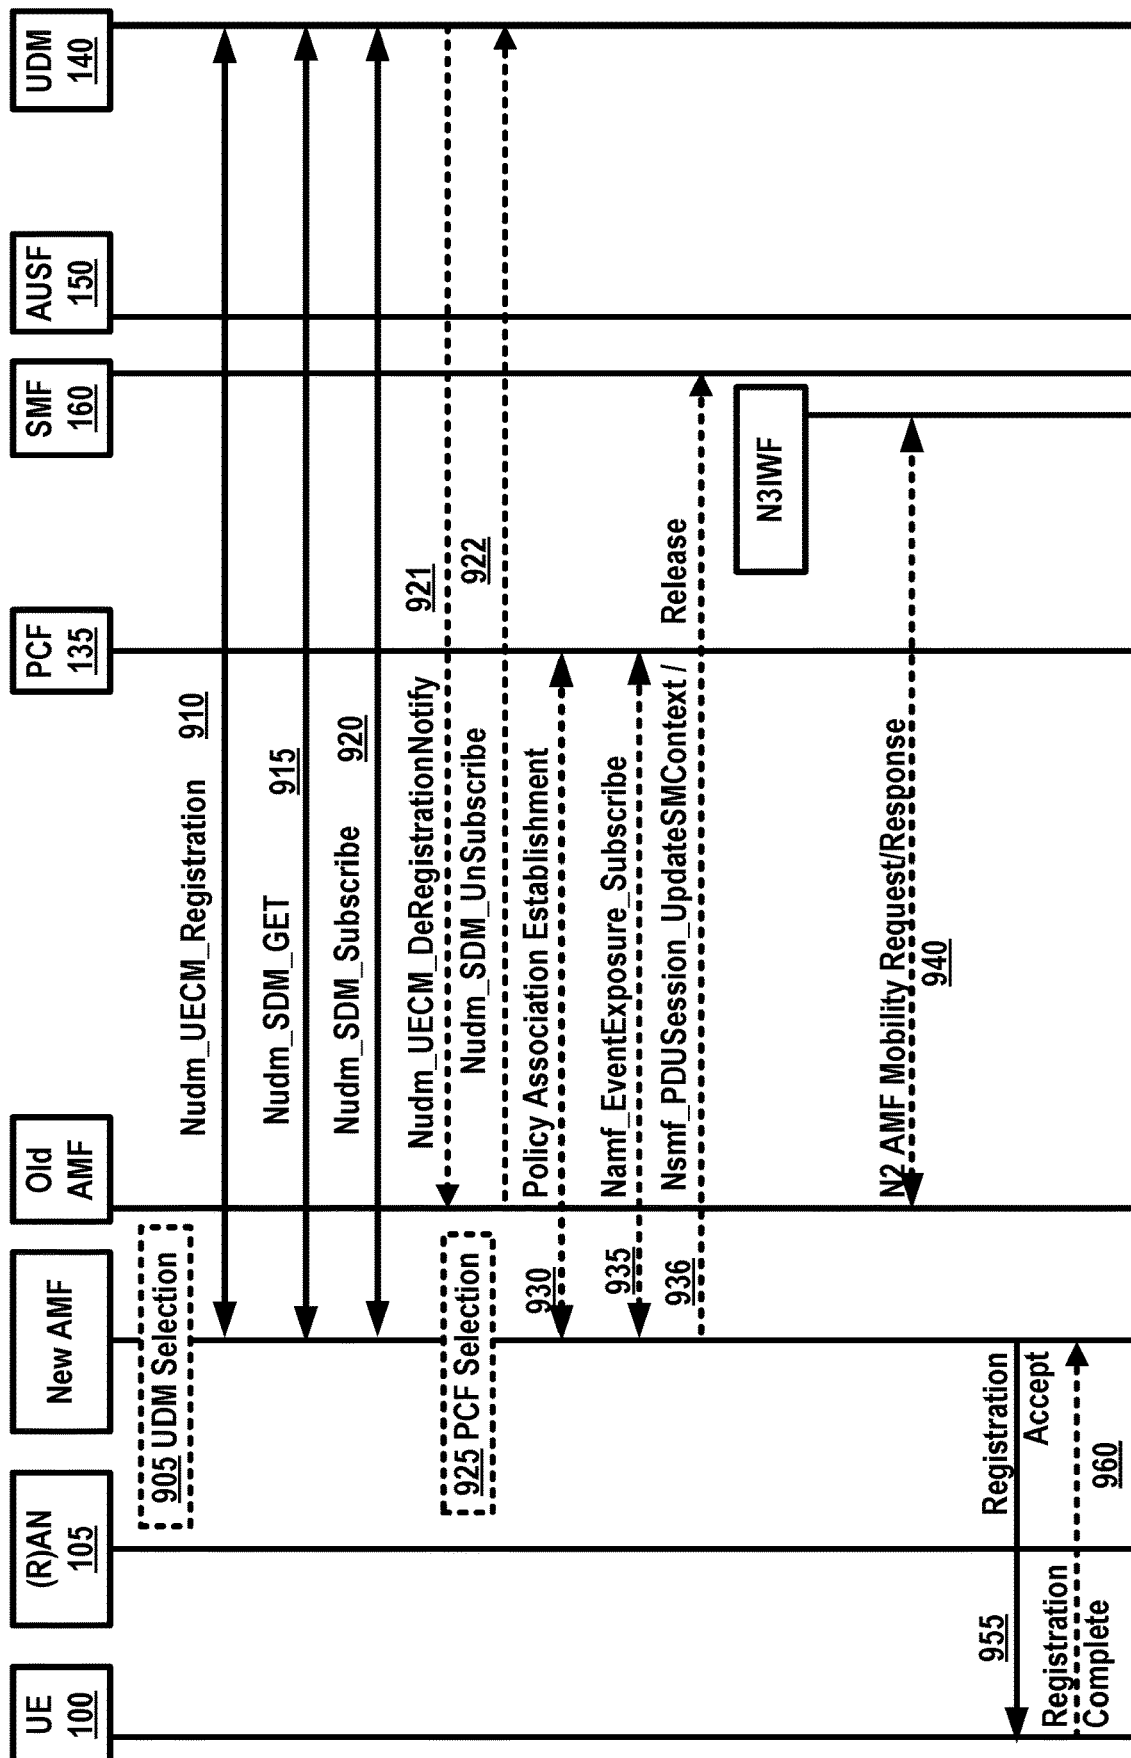 UE
100
(R)AN
105
New AMF
Old
AMF
PCF
135
SMF
160
AUSF
150
UDM
140
905 UDM Selection
Nudm_UECM_Registration
910
Nudm_SDM_GET
915
Nudm_SDM_Subscribe
920
Nudm_UECM_DeRegistrationNotify
921
925 PCF Selection
Nudm_SDM_UnSubscribe
922
Policy Association Establishment
930
Namf_EventExposure_Subscribe
935
Nsmf_PDUSession_UpdateSMContext / Release
936
N3IWF
N2 AMF Mobility Request/Response
940
Registration
Accept
955
Registration
Complete
960